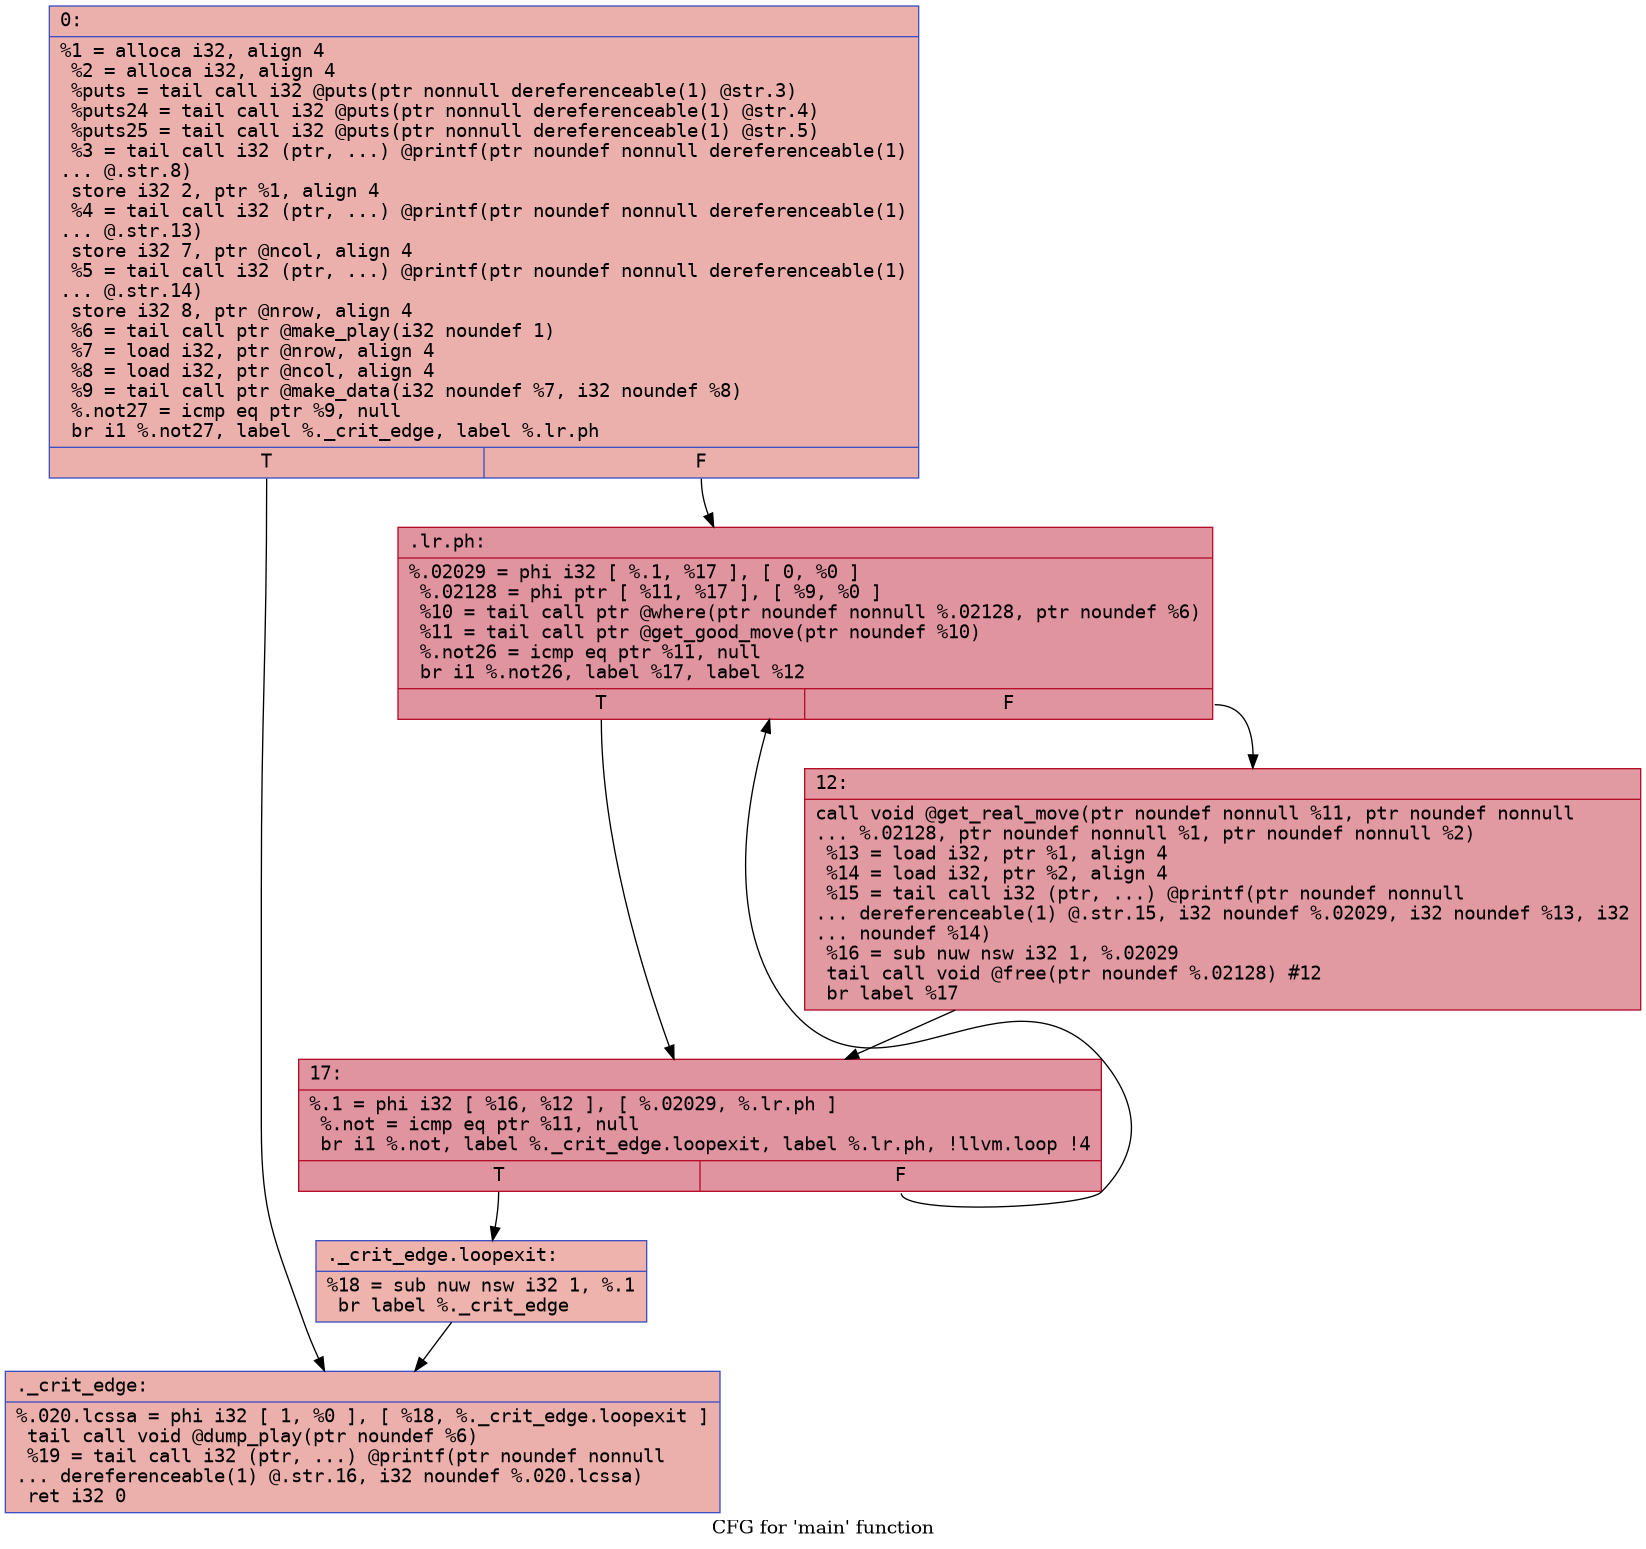 0:
%1 = alloca i32, align 4
%2 = alloca i32, align 4
%puts = tail call i32 @puts(ptr nonnull dereferenceable(1) @str.3)
%puts24 = tail call i32 @puts(ptr nonnull dereferenceable(1) @str.4)
%puts25 = tail call i32 @puts(ptr nonnull dereferenceable(1) @str.5)
%3 = tail call i32 (ptr, ...) @printf(ptr noundef nonnull dereferenceable(1)
... @.str.8)
store i32 2, ptr %1, align 4
%4 = tail call i32 (ptr, ...) @printf(ptr noundef nonnull dereferenceable(1)
... @.str.13)
store i32 7, ptr @ncol, align 4
%5 = tail call i32 (ptr, ...) @printf(ptr noundef nonnull dereferenceable(1)
... @.str.14)
store i32 8, ptr @nrow, align 4
%6 = tail call ptr @make_play(i32 noundef 1)
%7 = load i32, ptr @nrow, align 4
%8 = load i32, ptr @ncol, align 4
%9 = tail call ptr @make_data(i32 noundef %7, i32 noundef %8)
%.not27 = icmp eq ptr %9, null
br i1 %.not27, label %._crit_edge, label %.lr.ph
T F
.lr.ph:
%.02029 = phi i32 [ %.1, %17 ], [ 0, %0 ]
%.02128 = phi ptr [ %11, %17 ], [ %9, %0 ]
%10 = tail call ptr @where(ptr noundef nonnull %.02128, ptr noundef %6)
%11 = tail call ptr @get_good_move(ptr noundef %10)
%.not26 = icmp eq ptr %11, null
br i1 %.not26, label %17, label %12
T F
12:
call void @get_real_move(ptr noundef nonnull %11, ptr noundef nonnull
... %.02128, ptr noundef nonnull %1, ptr noundef nonnull %2)
%13 = load i32, ptr %1, align 4
%14 = load i32, ptr %2, align 4
%15 = tail call i32 (ptr, ...) @printf(ptr noundef nonnull
... dereferenceable(1) @.str.15, i32 noundef %.02029, i32 noundef %13, i32
... noundef %14)
%16 = sub nuw nsw i32 1, %.02029
tail call void @free(ptr noundef %.02128) #12
br label %17
17:
%.1 = phi i32 [ %16, %12 ], [ %.02029, %.lr.ph ]
%.not = icmp eq ptr %11, null
br i1 %.not, label %._crit_edge.loopexit, label %.lr.ph, !llvm.loop !4
T F
._crit_edge.loopexit:
%18 = sub nuw nsw i32 1, %.1
br label %._crit_edge
._crit_edge:
%.020.lcssa = phi i32 [ 1, %0 ], [ %18, %._crit_edge.loopexit ]
tail call void @dump_play(ptr noundef %6)
%19 = tail call i32 (ptr, ...) @printf(ptr noundef nonnull
... dereferenceable(1) @.str.16, i32 noundef %.020.lcssa)
ret i32 0
CFG for 'main' function